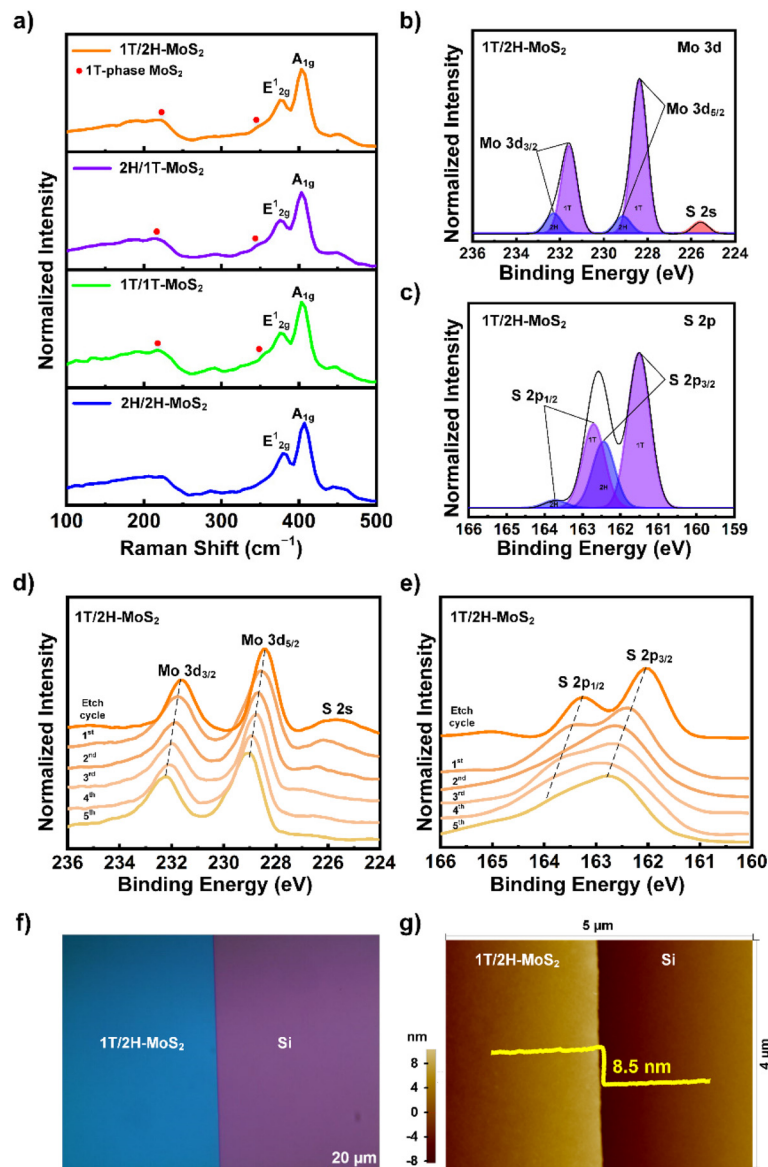 a)
1T/2H-MoS₂
1T-phase MoS₂
E¹₂g
A₁g
2H/1T-MoS₂
E¹₂g
A₁g
1T/1T-MoS₂
E¹₂g
A₁g
2H/2H-MoS₂
E¹₂g
A₁g
Normalized Intensity
100 200 300 400 500
Raman Shift (cm⁻¹)
b)
1T/2H-MoS₂ Mo 3d
Mo 3d₅/₂
Mo 3d₃/₂
2H 1T 2H 1T
S 2s
Normalized Intensity
236 234 232 230 228 226 224
Binding Energy (eV)
c)
1T/2H-MoS₂ S 2p
S 2p₃/₂
S 2p₁/₂
2H 1T 2H 1T
Normalized Intensity
166 165 164 163 162 161 160 159
Binding Energy (eV)
d)
1T/2H-MoS₂
Mo 3d₅/₂
Mo 3d₃/₂
S 2s
Etch
cycle
1ˢᵗ
2ⁿᵈ
3ʳᵈ
4ᵗʰ
5ᵗʰ
Normalized Intensity
236 234 232 230 228 226 224
Binding Energy (eV)
e)
1T/2H-MoS₂
S 2p₃/₂
S 2p₁/₂
Etch
cycle
1ˢᵗ
2ⁿᵈ
3ʳᵈ
4ᵗʰ
5ᵗʰ
Normalized Intensity
166 165 164 163 162 161 160
Binding Energy (eV)
f)
1T/2H-MoS₂ Si
20 µm
g)
5 µm
1T/2H-MoS₂ Si
8.5 nm
4 µm
nm
8
4
0
-4
-8